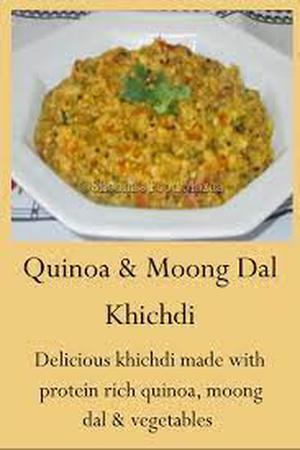 Quinoa & Moong Dal
Khichdi
Delicious khichdi made with
protein rich quinoa, moong
dal & vegetables